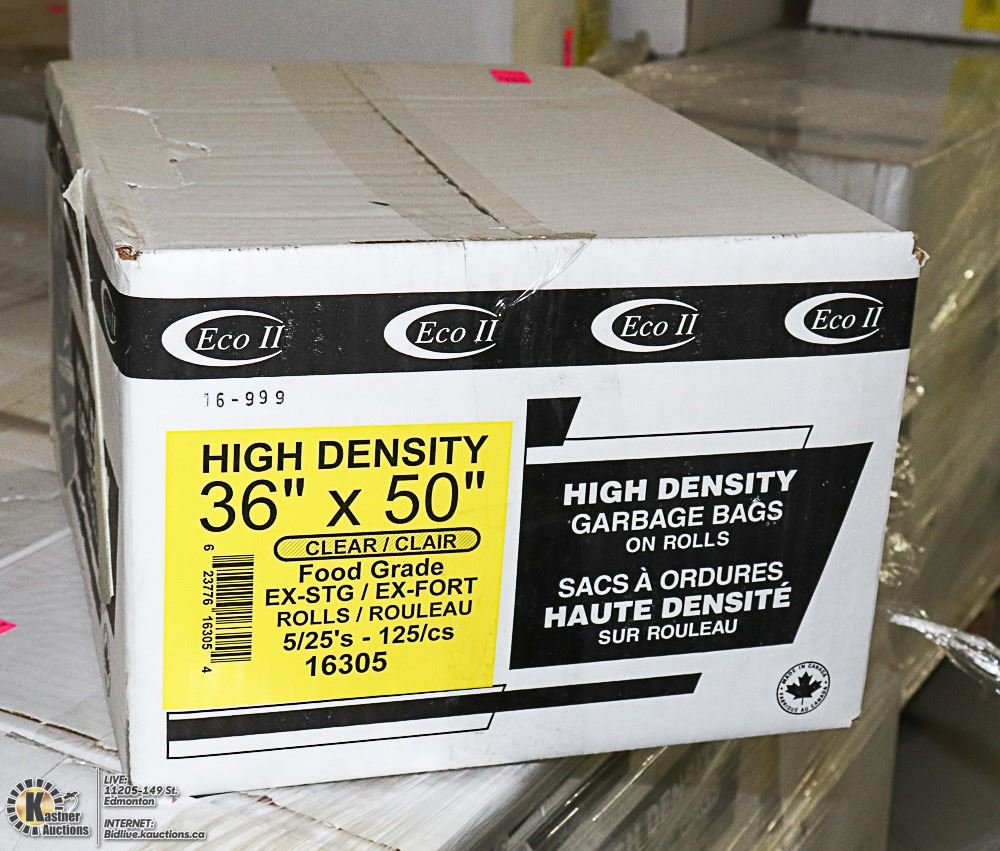 Eco II Eco II Eco II Eco II
16-999
HIGH DENSITY
36" x 50"
CLEAR / CLAIR
Food Grade
EX-STG / EX-FORT
ROLLS / ROULEAU
5/25's - 125/cs
16305
6 23776 16305 4
HIGH DENSITY
GARBAGE BAGS
ON ROLLS
SACS À ORDURES
HAUTE DENSITÉ
SUR ROULEAU
MADE IN CANADA
FABRIQUÉ AU CANADA
Kastner
Auctions
LIVE:
11205-149 St.
Edmonton
INTERNET:
Bidlive.kauctions.ca